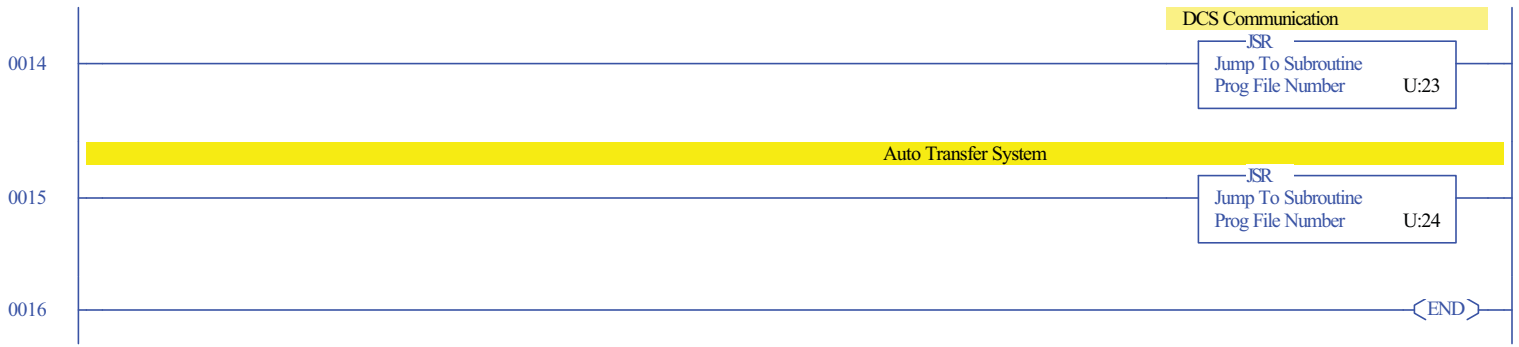 DCS Communication
JSR
0014
Jump To Subroutine
Prog File Number U:23
Auto Transfer System
JSR
0015
Jump To Subroutine
Prog File Number U:24
0016
END